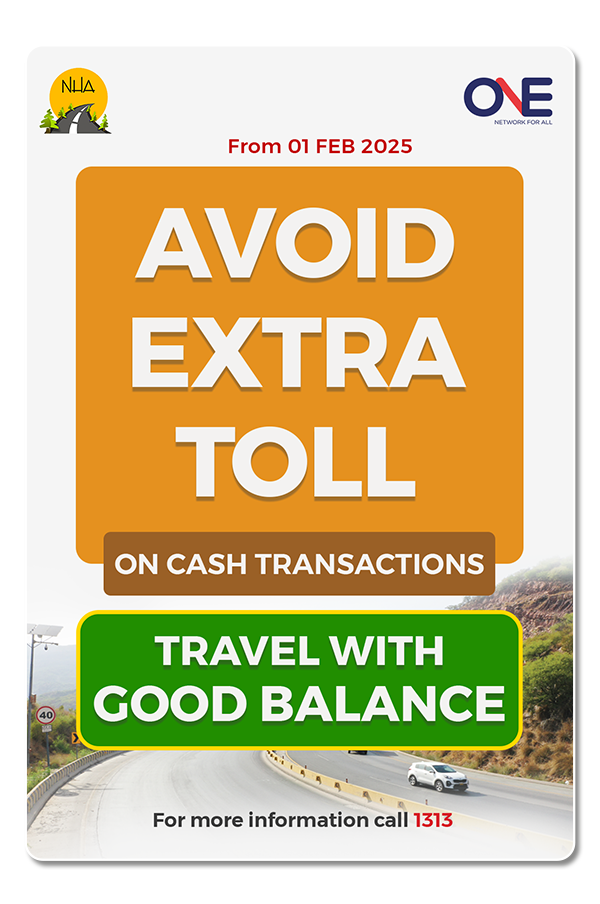 NHA
ONE
NETWORK FOR ALL
From 01 FEB 2025
AVOID
EXTRA
TOLL
ON CASH TRANSACTIONS
TRAVEL WITH
GOOD BALANCE
40
For more information call 1313